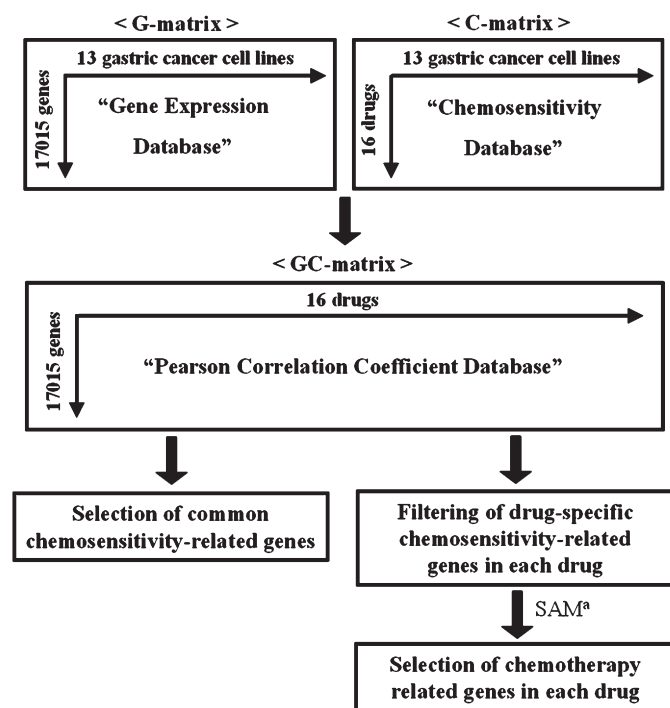 < G-matrix >
13 gastric cancer cell lines
17015 genes
“Gene Expression
Database”
< C-matrix >
13 gastric cancer cell lines
16 drugs
“Chemosensitivity
Database”
< GC-matrix >
16 drugs
17015 genes
“Pearson Correlation Coefficient Database”
Selection of common
chemosensitivity-related genes
Filtering of drug-specific
chemosensitivity-related
genes in each drug
SAMᵃ
Selection of chemotherapy
related genes in each drug